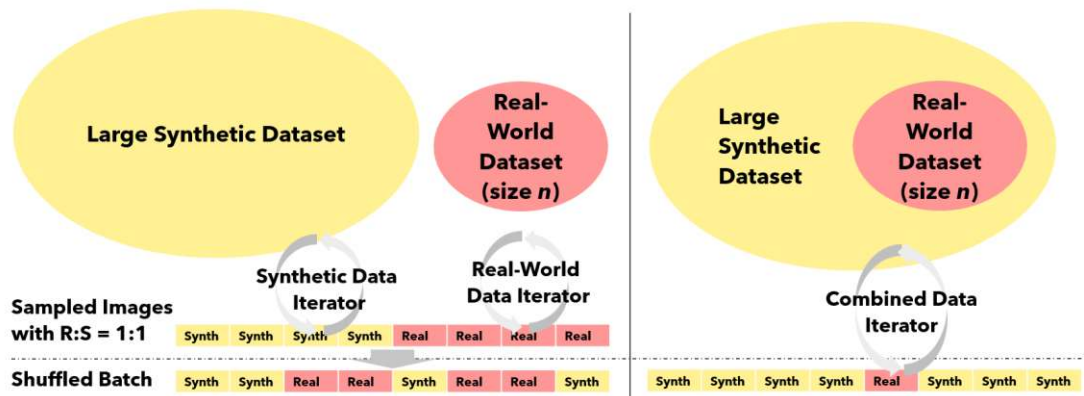 Large Synthetic Dataset
Real-
World
Dataset
(size n)
Synthetic Data
Iterator
Real-World
Data Iterator
Sampled Images
with R:S = 1:1
Synth Synth Synth Synth Real Real Real Real
Shuffled Batch
Synth Synth Real Real Synth Real Real Synth
Large
Synthetic
Dataset
Real-
World
Dataset
(size n)
Combined Data
Iterator
Synth Synth Synth Synth Real Synth Synth Synth